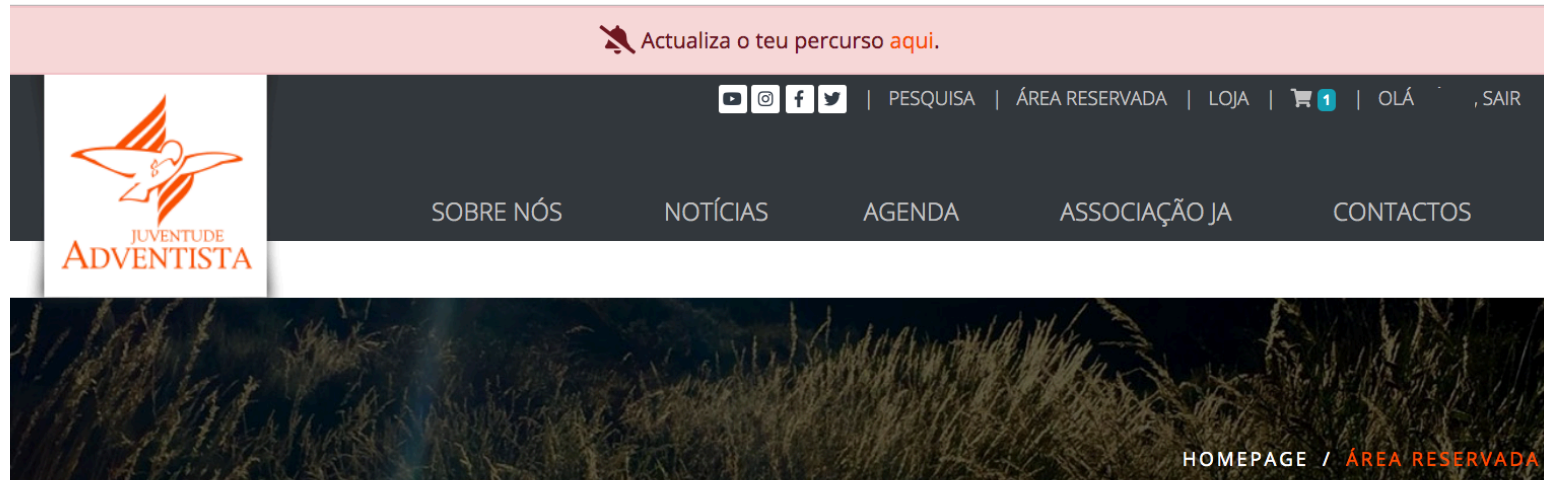 Actualiza o teu percurso aqui.
| PESQUISA | ÁREA RESERVADA | LOJA | 1 | OLÁ , SAIR
SOBRE NÓS NOTÍCIAS AGENDA ASSOCIAÇÃO JA CONTACTOS
JUVENTUDE
ADVENTISTA
HOMEPAGE / ÁREA RESERVADA